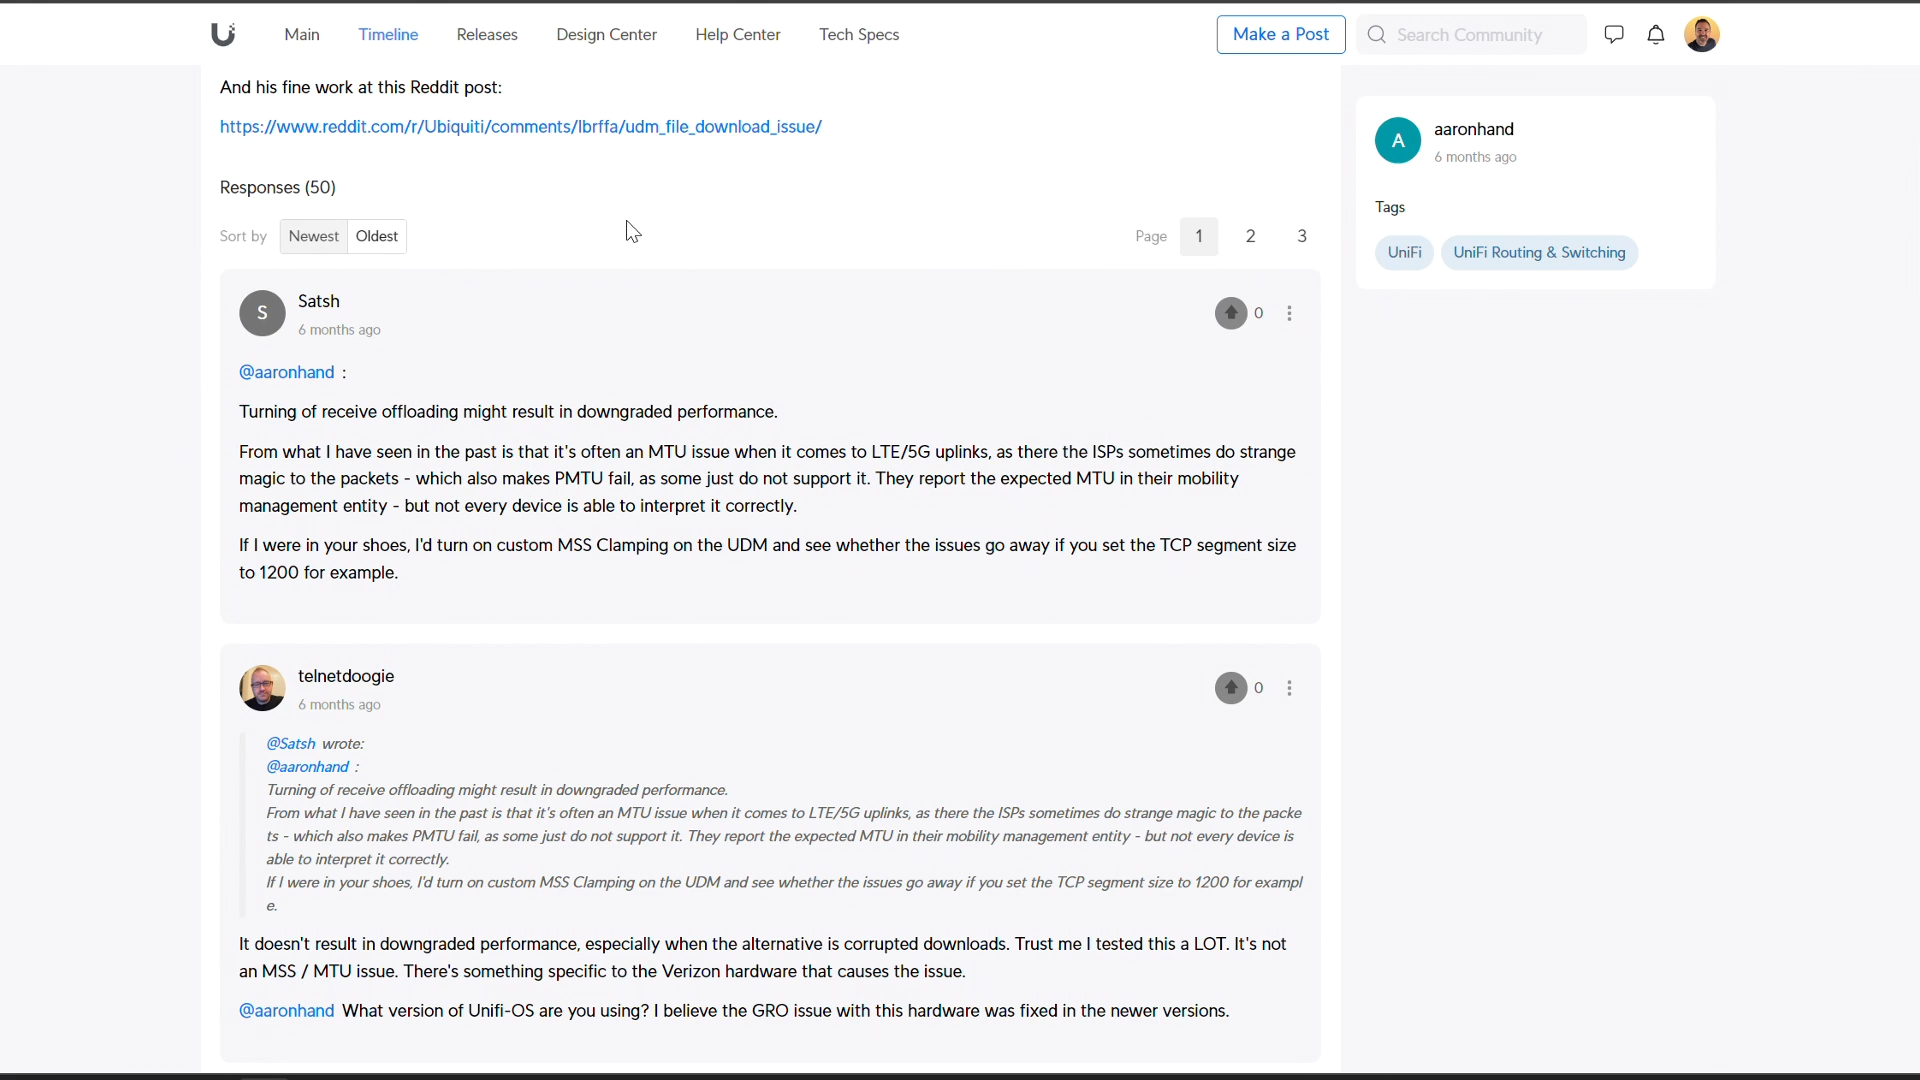 Main Timeline Releases Design Center Help Center Tech Specs Make a Post Search Community
And his fine work at this Reddit post:
https://www.reddit.com/r/Ubiquiti/comments/lbrffa/udm_file_download_issue/
Responses (50)
Sort by Newest Oldest Page 1 2 3
S Satsh
6 months ago
0
@aaronhand :
Turning of receive offloading might result in downgraded performance.
From what I have seen in the past is that it's often an MTU issue when it comes to LTE/5G uplinks, as there the ISPs sometimes do strange
magic to the packets - which also makes PMTU fail, as some just do not support it. They report the expected MTU in their mobility
management entity - but not every device is able to interpret it correctly.
If I were in your shoes, I'd turn on custom MSS Clamping on the UDM and see whether the issues go away if you set the TCP segment size
to 1200 for example.
telnetdoogie
6 months ago
0
@Satsh wrote:
@aaronhand :
Turning of receive offloading might result in downgraded performance.
From what I have seen in the past is that it's often an MTU issue when it comes to LTE/5G uplinks, as there the ISPs sometimes do strange magic to the packe
ts - which also makes PMTU fail, as some just do not support it. They report the expected MTU in their mobility management entity - but not every device is
able to interpret it correctly.
If I were in your shoes, I'd turn on custom MSS Clamping on the UDM and see whether the issues go away if you set the TCP segment size to 1200 for exampl
e.
It doesn't result in downgraded performance, especially when the alternative is corrupted downloads. Trust me I tested this a LOT. It's not
an MSS / MTU issue. There's something specific to the Verizon hardware that causes the issue.
@aaronhand What version of Unifi-OS are you using? I believe the GRO issue with this hardware was fixed in the newer versions.
A aaronhand
6 months ago
Tags
UniFi UniFi Routing & Switching